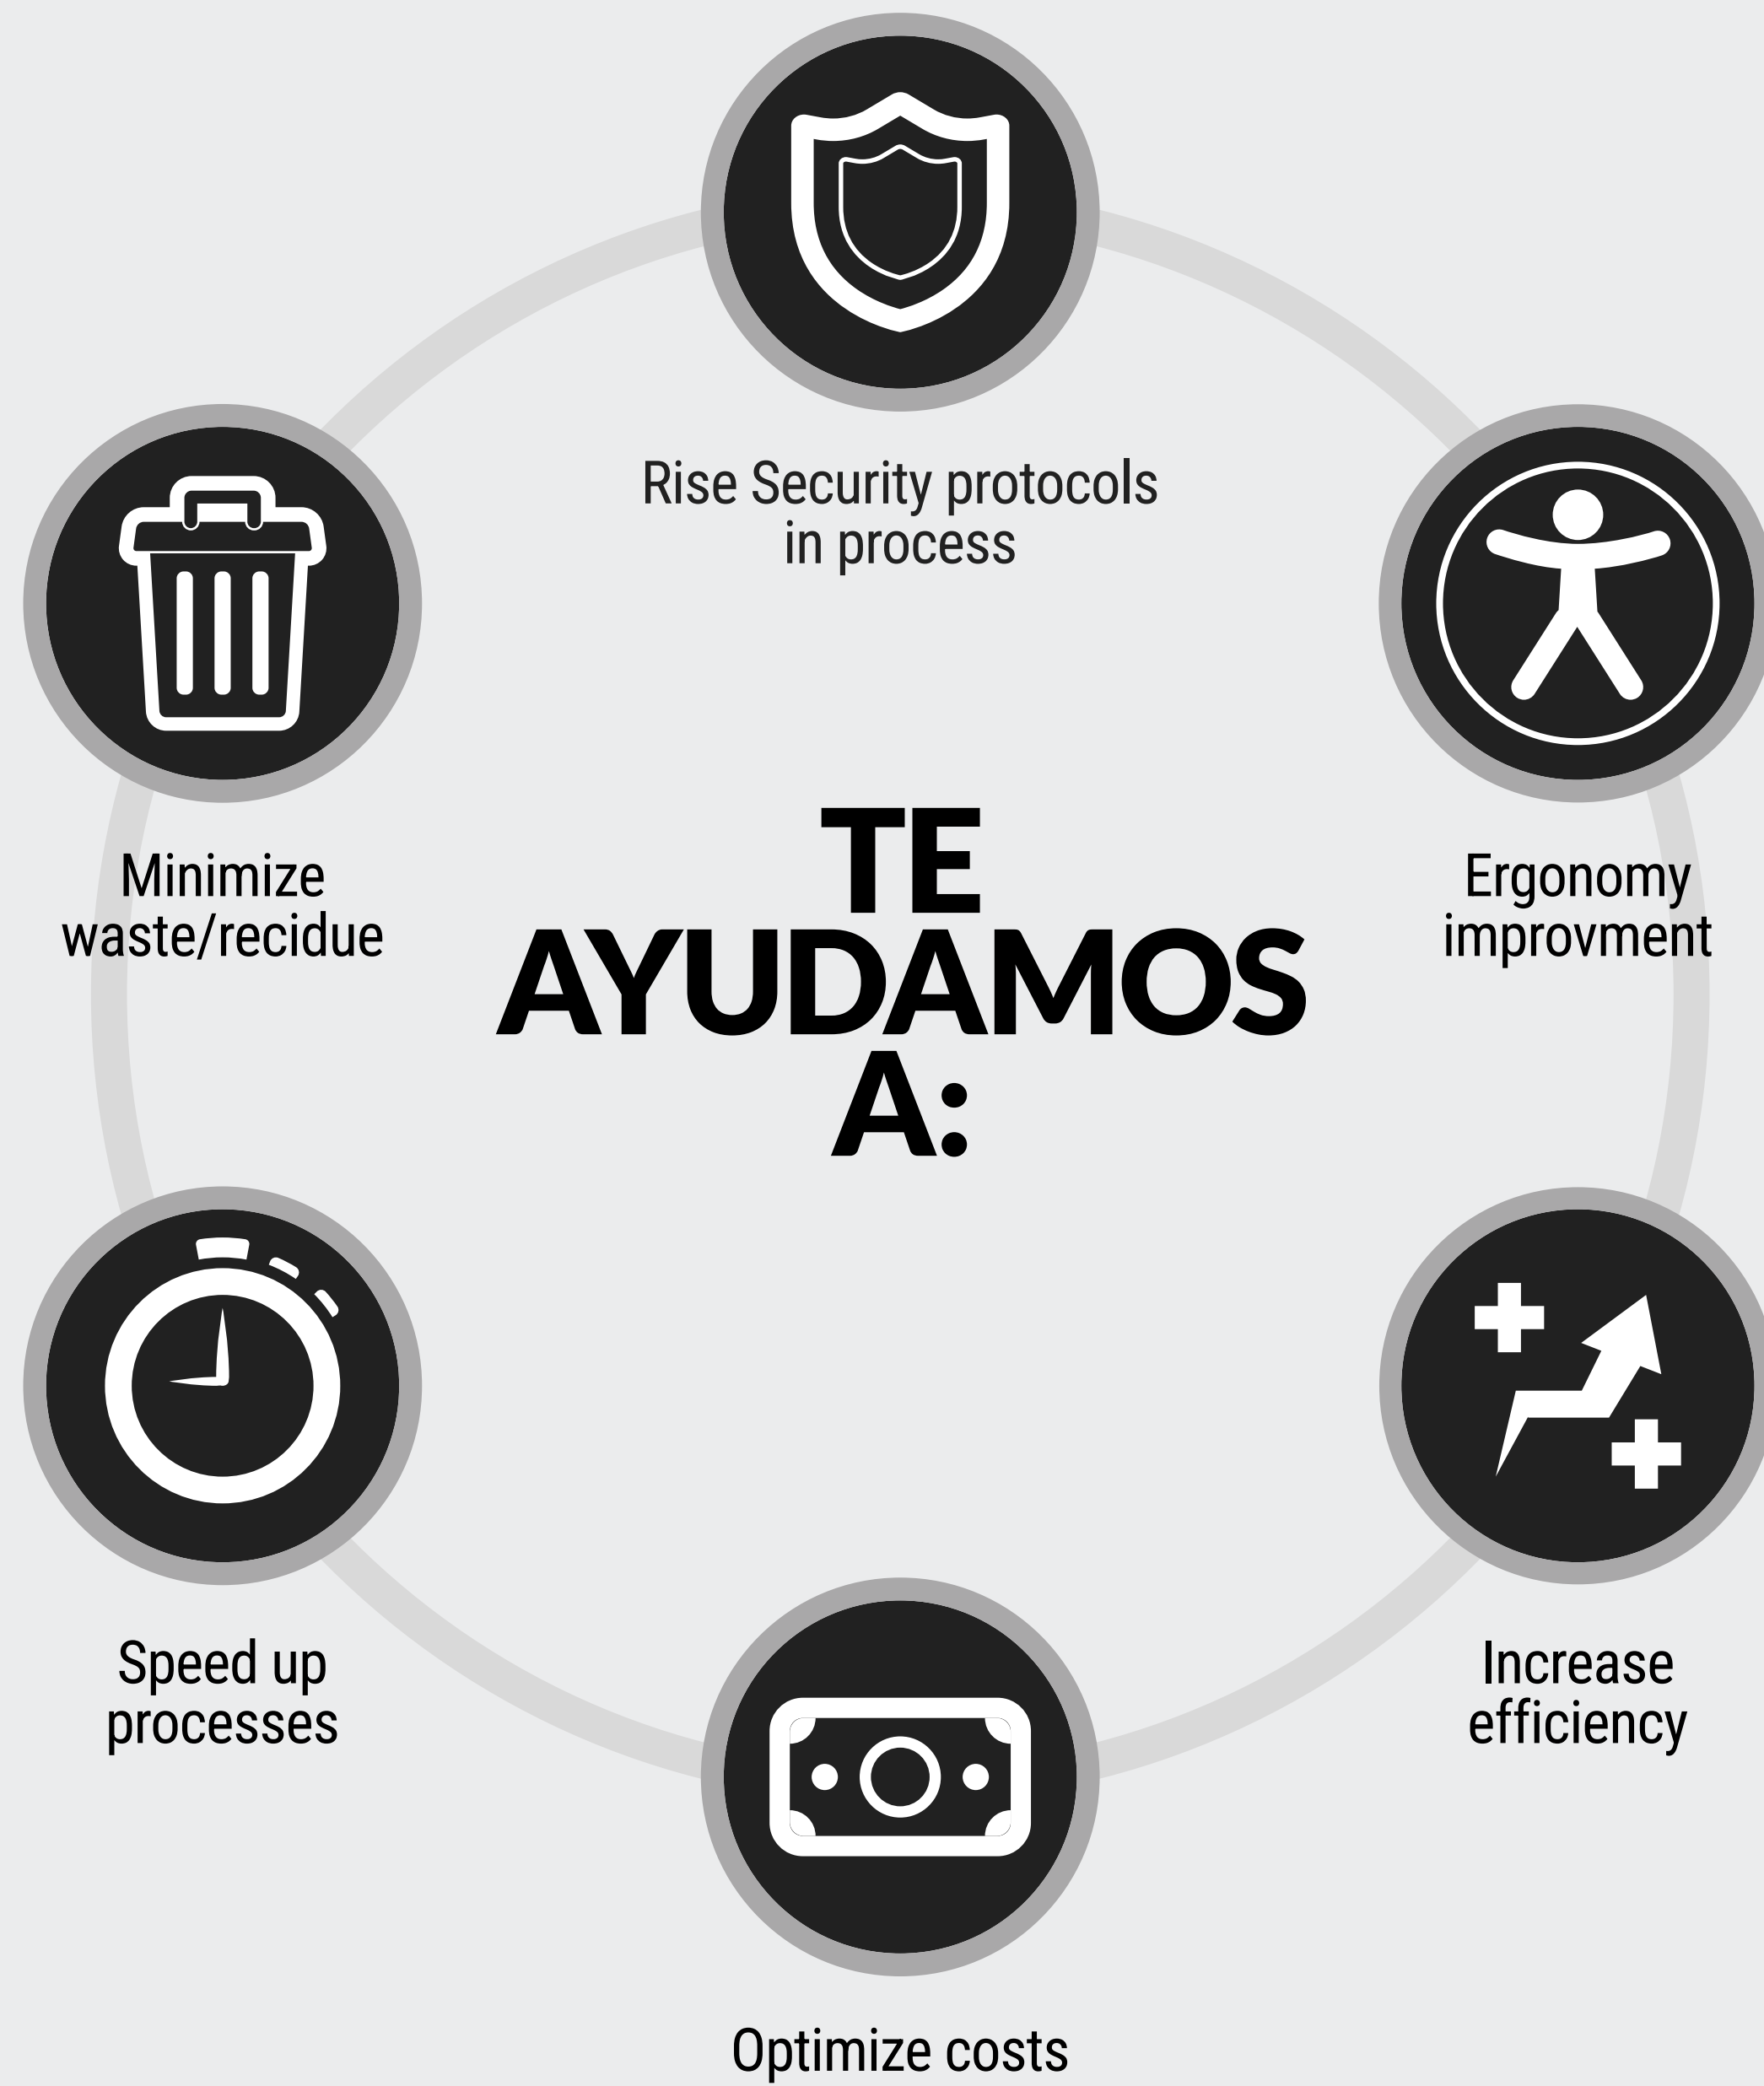 Rise Security protocols
in process
Minimize
waste/recidue
Ergonomy
improvment
TE
AYUDAMOS
A:
Speed up
processes
Increase
efficiency
Optimize costs